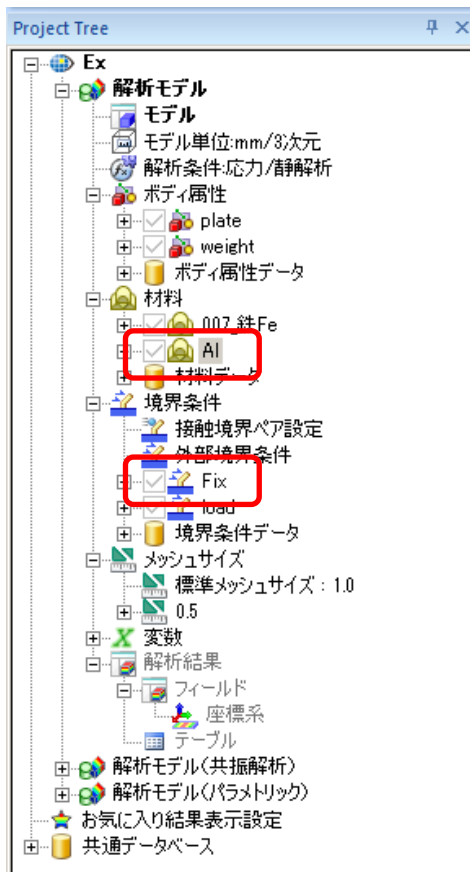 Project Tree
Ex
解析モデル
モデル
モデル単位:mm/3次元
解析条件:応力/静解析
ボディ属性
plate
weight
ボディ属性データ
材料
007_鉄Fe
Al
材料データ
境界条件
接触境界ペア設定
外部境界条件
Fix
load
境界条件データ
メッシュサイズ
標準メッシュサイズ：1.0
0.5
変数
解析結果
フィールド
座標系
テーブル
解析モデル(共振解析)
解析モデル(パラメトリック)
お気に入り結果表示設定
共通データベース